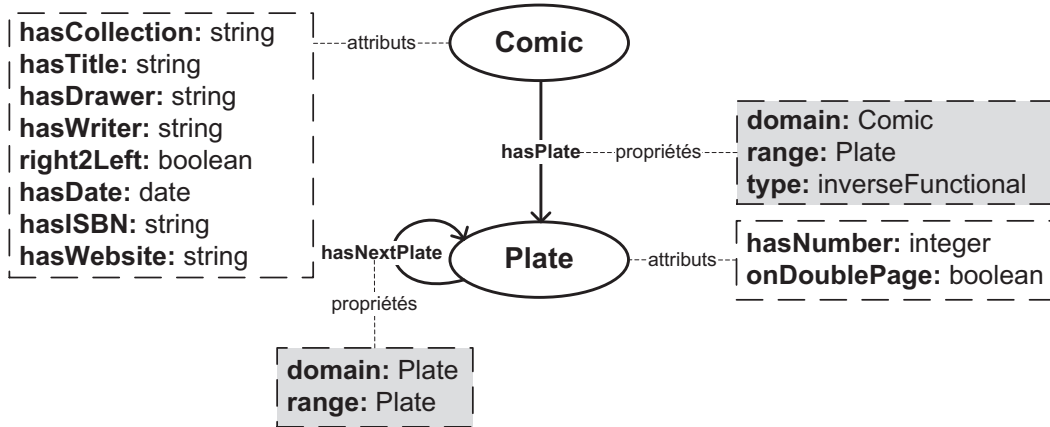 hasCollection: string
hasTitle: string
hasDrawer: string
hasWriter: string
right2Left: boolean
hasDate: date
hasISBN: string
hasWebsite: string
attributs
Comic
hasPlate
propriétés
domain: Comic
range: Plate
type: inverseFunctional
hasNextPlate
Plate
attributs
hasNumber: integer
onDoublePage: boolean
propriétés
domain: Plate
range: Plate